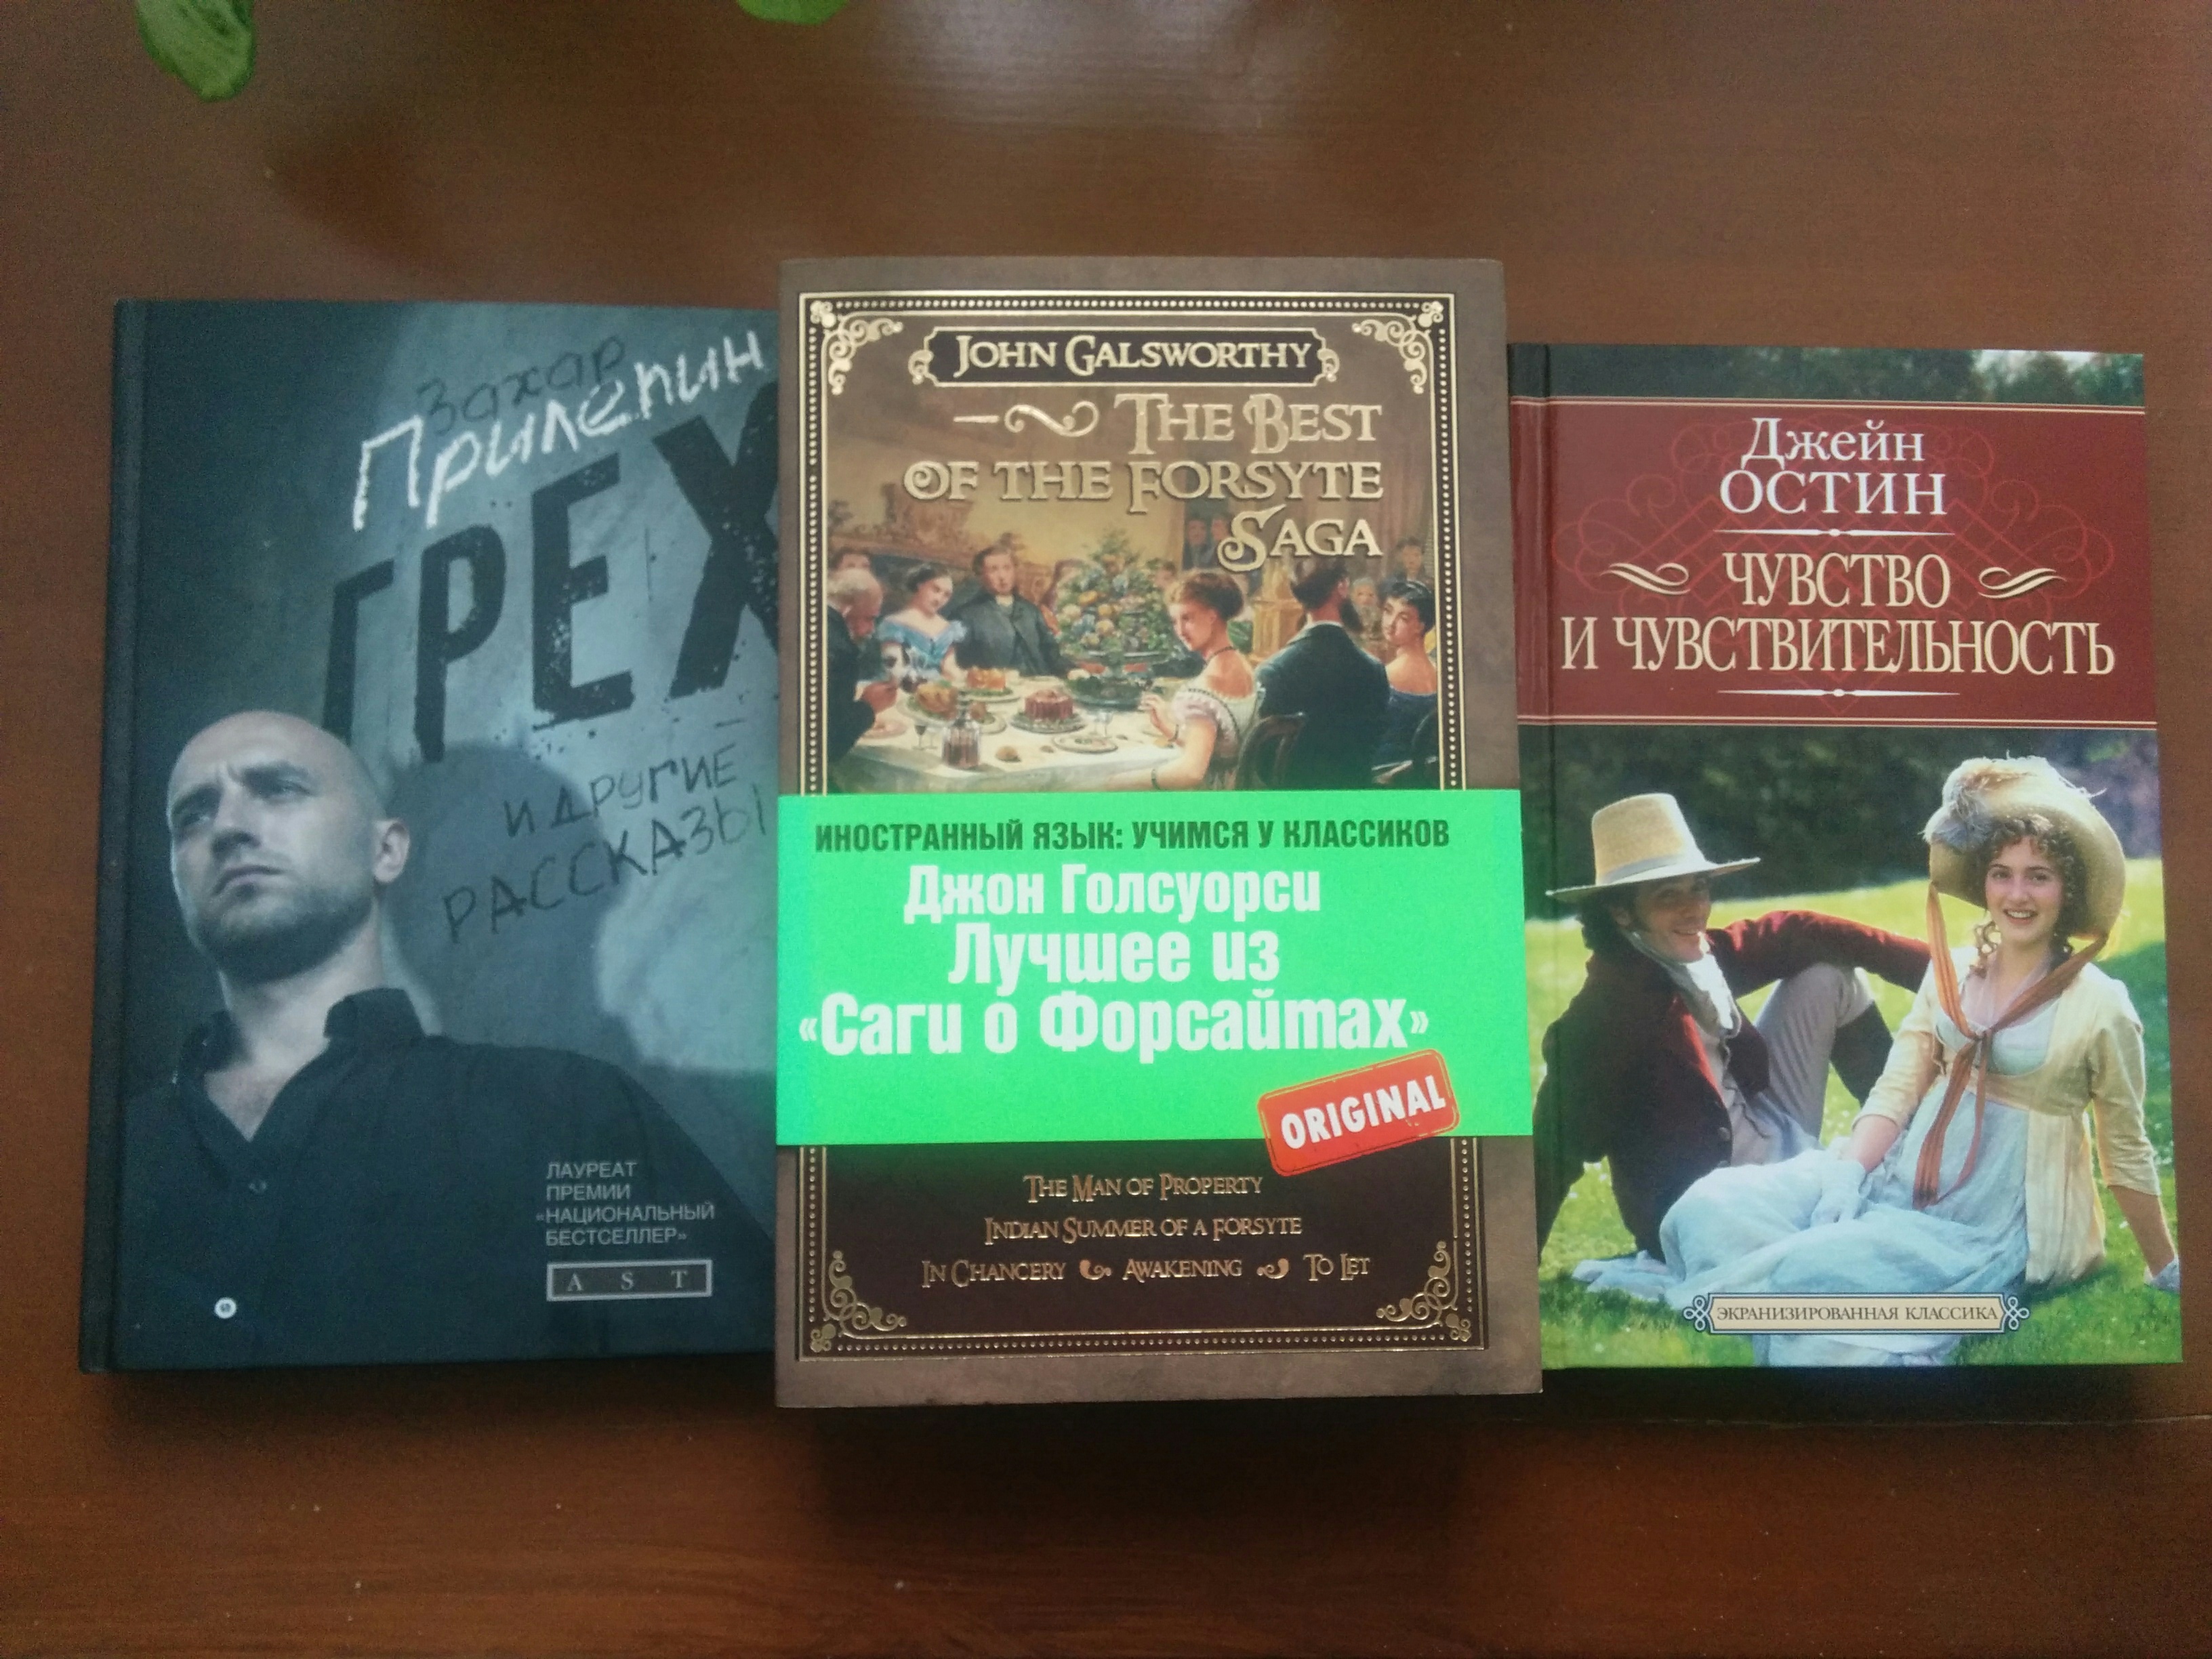 Захар
Прилепин
ГРЕХ
И ДРУГИЕ
РАССКАЗЫ
ЛАУРЕАТ
ПРЕМИИ
«НАЦИОНАЛЬНЫЙ
БЕСТСЕЛЛЕР»
AST
JOHN GALSWORTHY
THE BEST
OF THE FORSYTE
SAGA
ИНОСТРАННЫЙ ЯЗЫК: УЧИМСЯ У КЛАССИКОВ
Джон Голсуорси
Лучшее из
«Саги о Форсайтах»
ORIGINAL
THE MAN OF PROPERTY
INDIAN SUMMER OF A FORSYTE
IN CHANCERY AWAKENING TO LET
Джейн
ОСТИН
ЧУВСТВО
И ЧУВСТВИТЕЛЬНОСТЬ
ЭКРАНИЗИРОВАННАЯ КЛАССИКА